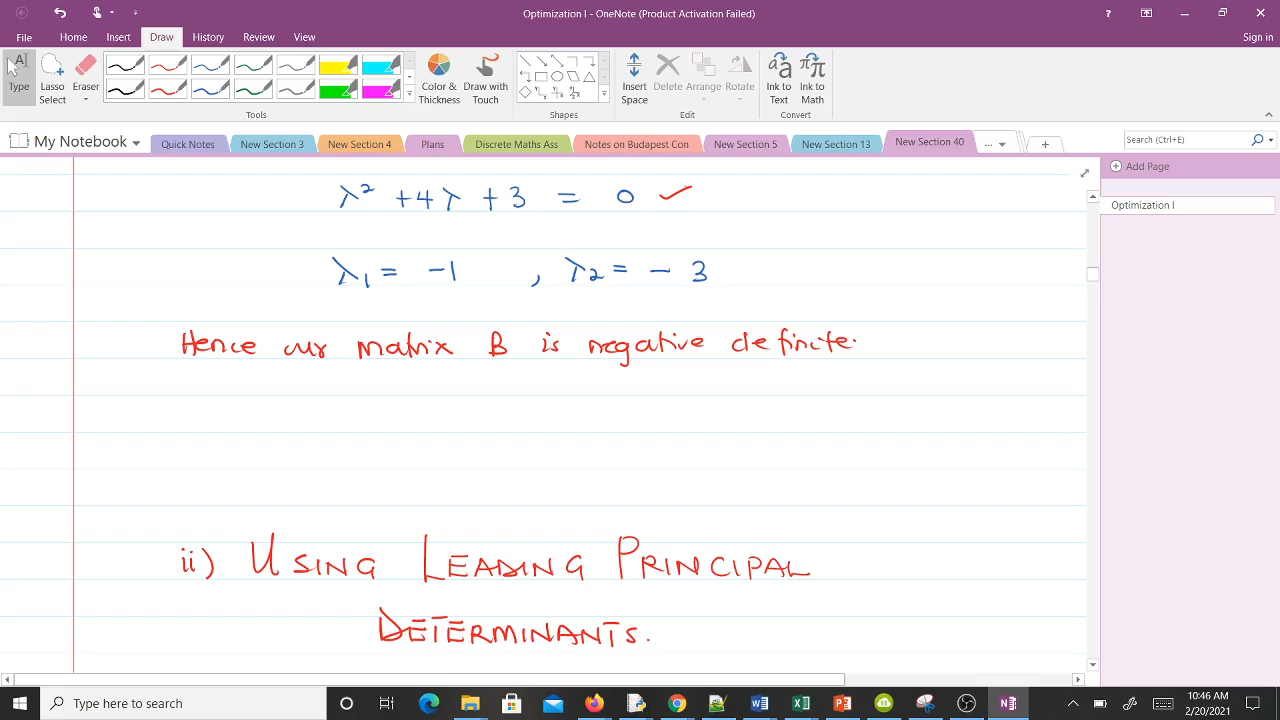 Optimization I - OneNote (Product Activation Failed)
File Home Insert Draw History Review View Sign in
Type Lasso Select Eraser Color & Thickness Draw with Touch Insert Space Delete Arrange Rotate Ink to Text Ink to Math
Tools Shapes Edit Convert
My Notebook Quick Notes New Section 3 New Section 4 Plans Discrete Maths Ass Notes on Budapest Con New Section 5 New Section 13 New Section 40 ... Search (Ctrl+E)
Add Page
Optimization I
λ² + 4λ + 3 = 0 ✓
λ₁ = -1 , λ₂ = - 3
Hence our matrix B is negative definite.
ii) USING LEADING PRINCIPAL
DETERMINANTS.
Type here to search
10:46 AM
2/20/2021